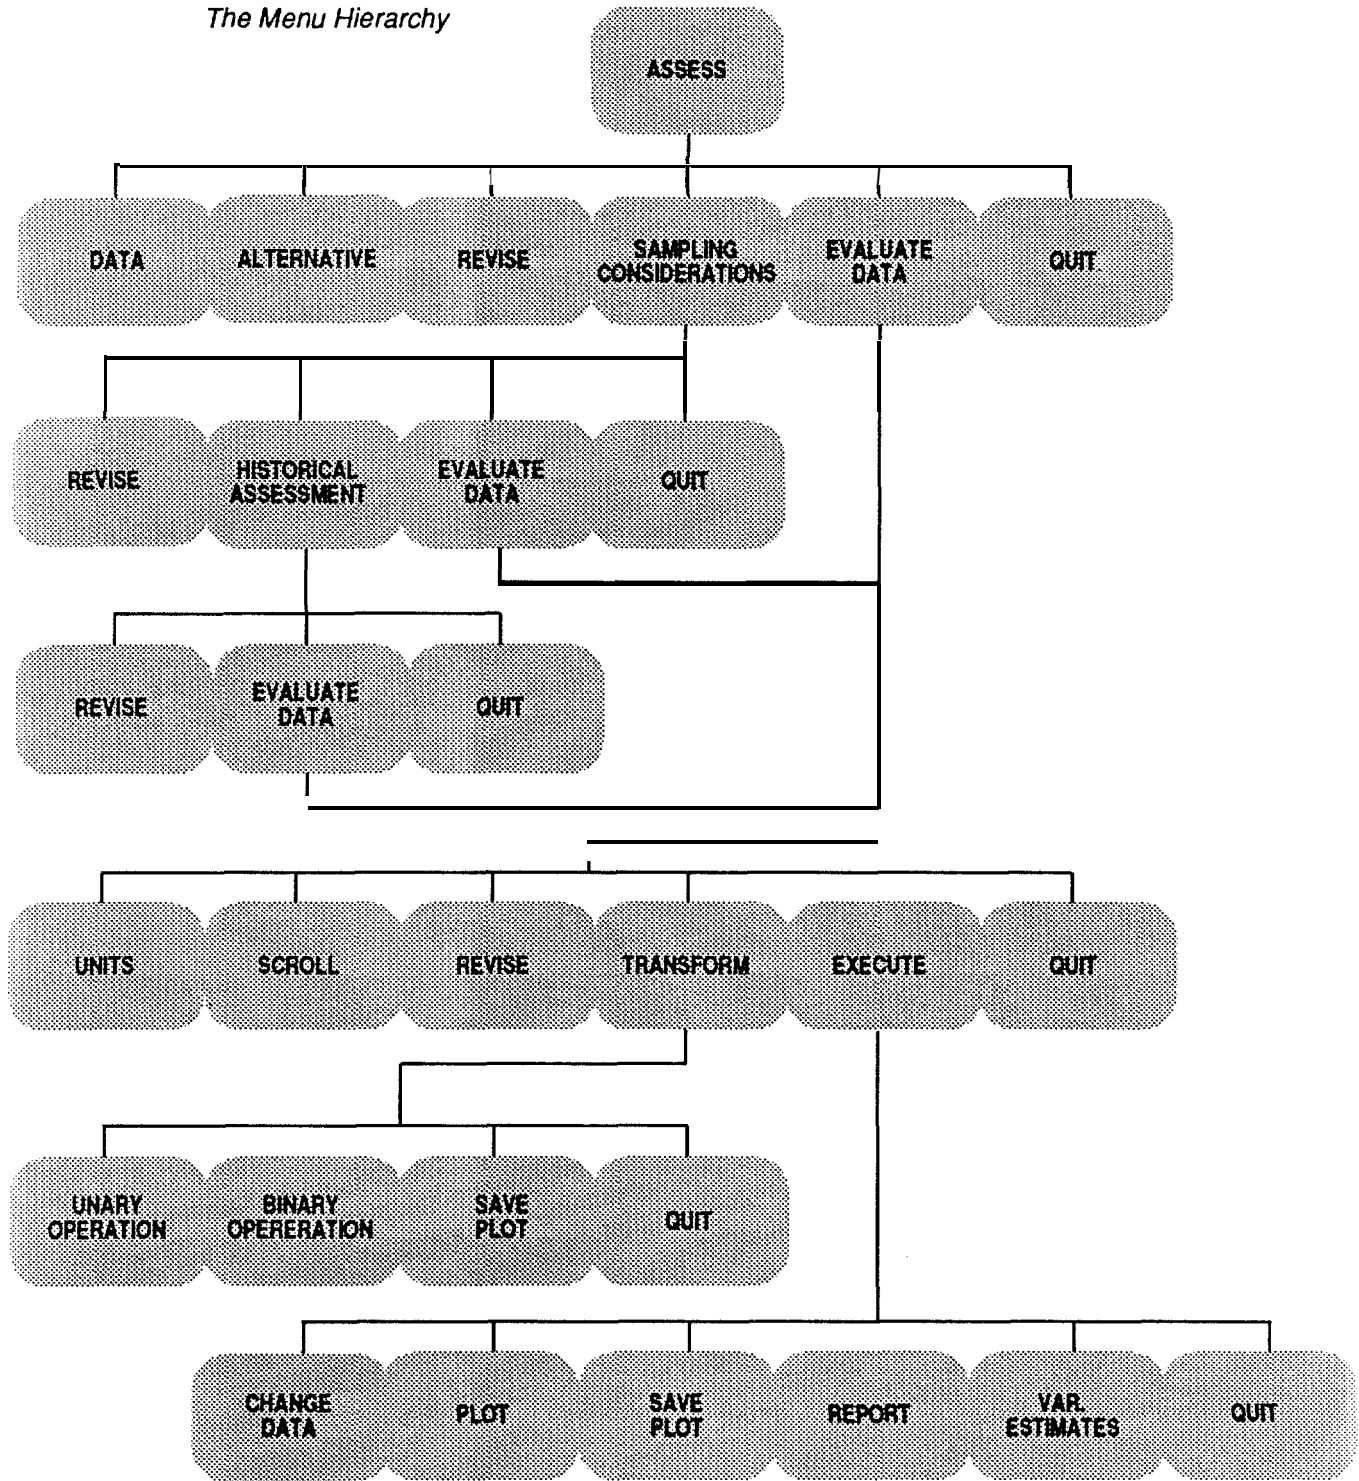 The Menu Hierarchy
ASSESS
DATA
ALTERNATIVE
REVISE
SAMPLING
CONSIDERATIONS
EVALUATE
DATA
QUIT
REVISE
HISTORICAL
ASSESSMENT
EVALUATE
DATA
QUIT
REVISE
EVALUATE
DATA
QUIT
UNITS
SCROLL
REVISE
TRANSFORM
EXECUTE
QUIT
UNARY
OPERATION
BINARY
OPERERATION
SAVE
PLOT
QUIT
CHANGE
DATA
PLOT
SAVE
PLOT
REPORT
VAR.
ESTIMATES
QUIT